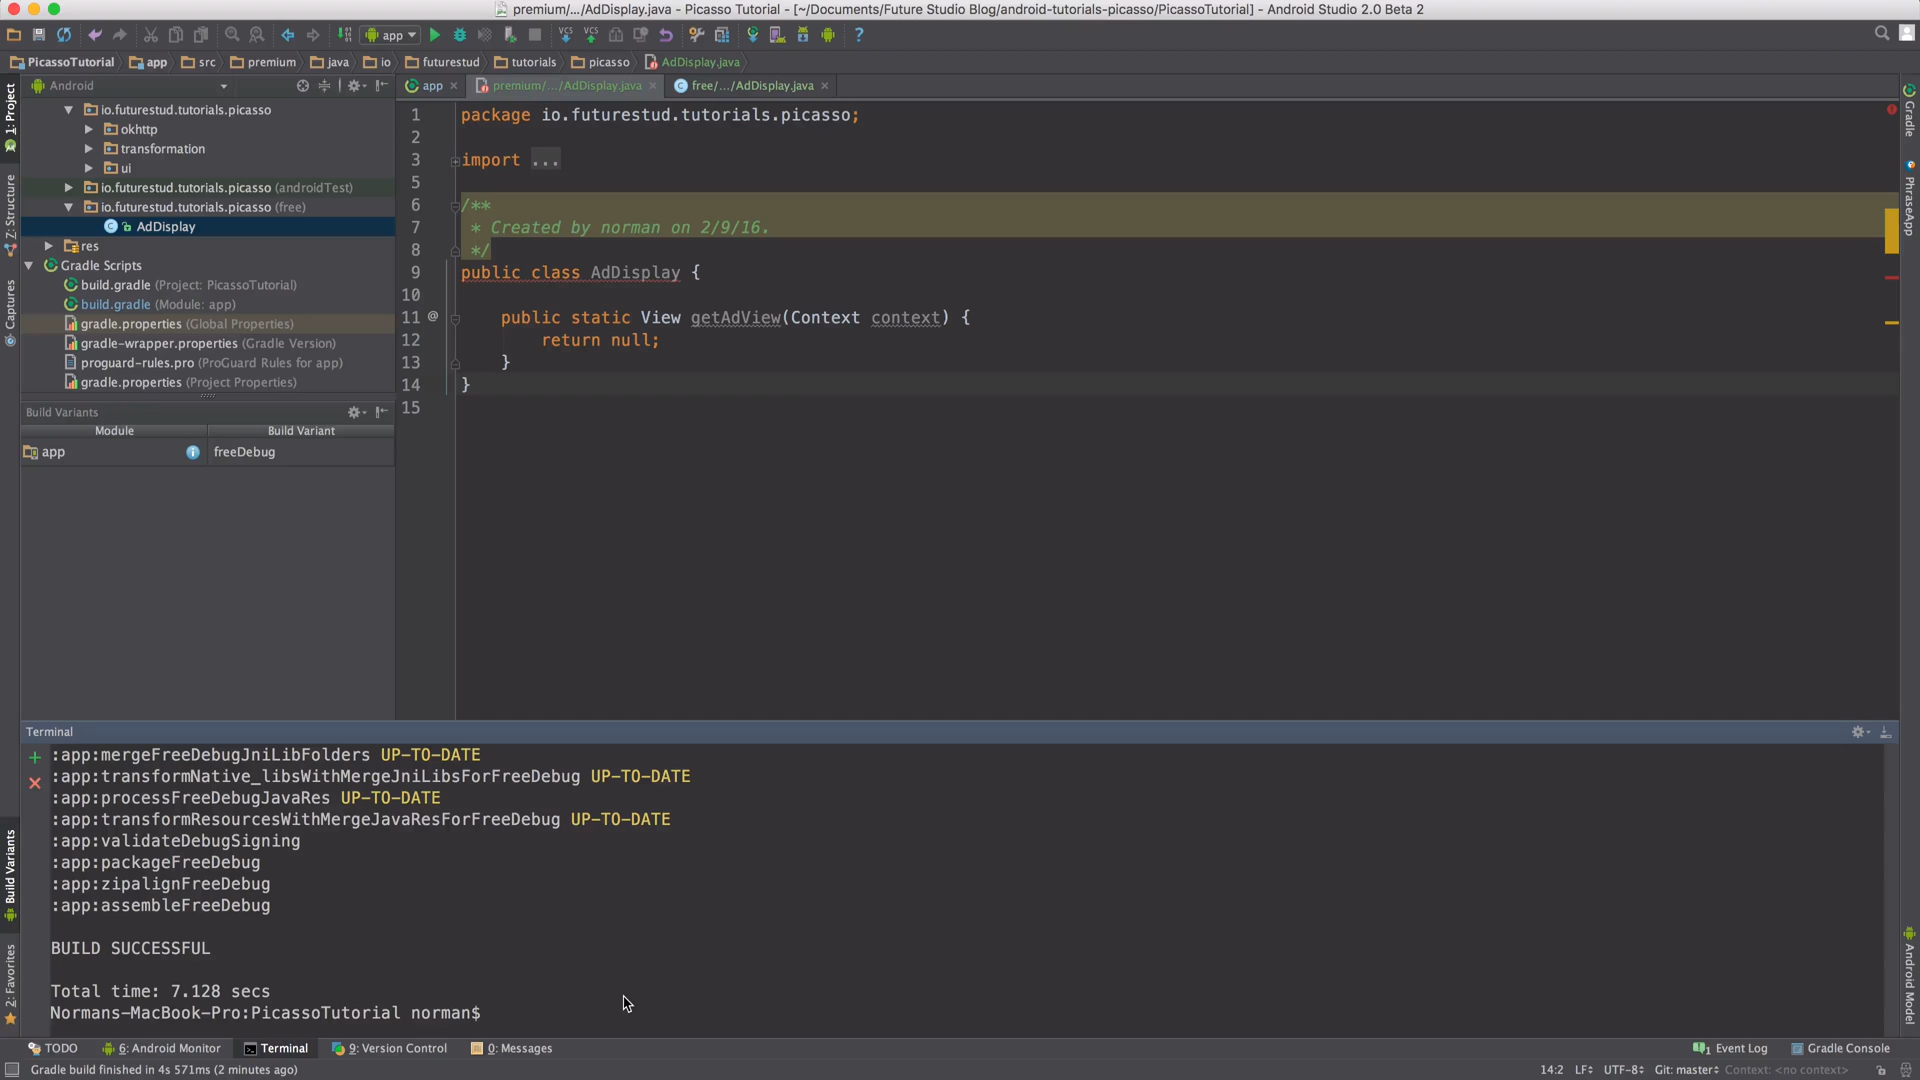 premium/.../AdDisplay.java - Picasso Tutorial - [~/Documents/Future Studio Blog/android-tutorials-picasso/PicassoTutorial] - Android Studio 2.0 Beta 2
app
PicassoTutorial app src premium java io futurestud tutorials picasso AdDisplay.java
Android
app premium/.../AdDisplay.java free/.../AdDisplay.java
1: Project
Z: Structure
Captures
Build Variants
2: Favorites
io.futurestud.tutorials.picasso
okhttp
transformation
ui
io.futurestud.tutorials.picasso (androidTest)
io.futurestud.tutorials.picasso (free)
AdDisplay
res
Gradle Scripts
build.gradle (Project: PicassoTutorial)
build.gradle (Module: app)
gradle.properties (Global Properties)
gradle-wrapper.properties (Gradle Version)
proguard-rules.pro (ProGuard Rules for app)
gradle.properties (Project Properties)
Build Variants
Module Build Variant
app freeDebug
1 package io.futurestud.tutorials.picasso;
2
3 import ...
5
6 /**
7 * Created by norman on 2/9/16.
8 */
9 public class AdDisplay {
10
11 @ public static View getAdView(Context context) {
12 return null;
13 }
14 }
15
Gradle
PhraseApp
Android Model
Terminal
:app:mergeFreeDebugJniLibFolders UP-TO-DATE
:app:transformNative_libsWithMergeJniLibsForFreeDebug UP-TO-DATE
:app:processFreeDebugJavaRes UP-TO-DATE
:app:transformResourcesWithMergeJavaResForFreeDebug UP-TO-DATE
:app:validateDebugSigning
:app:packageFreeDebug
:app:zipalignFreeDebug
:app:assembleFreeDebug
BUILD SUCCESSFUL
Total time: 7.128 secs
Normans-MacBook-Pro:PicassoTutorial norman$
TODO 6: Android Monitor Terminal 9: Version Control 0: Messages 1 Event Log Gradle Console
Gradle build finished in 4s 571ms (2 minutes ago) 14:2 LF UTF-8 Git: master Context: <no context>